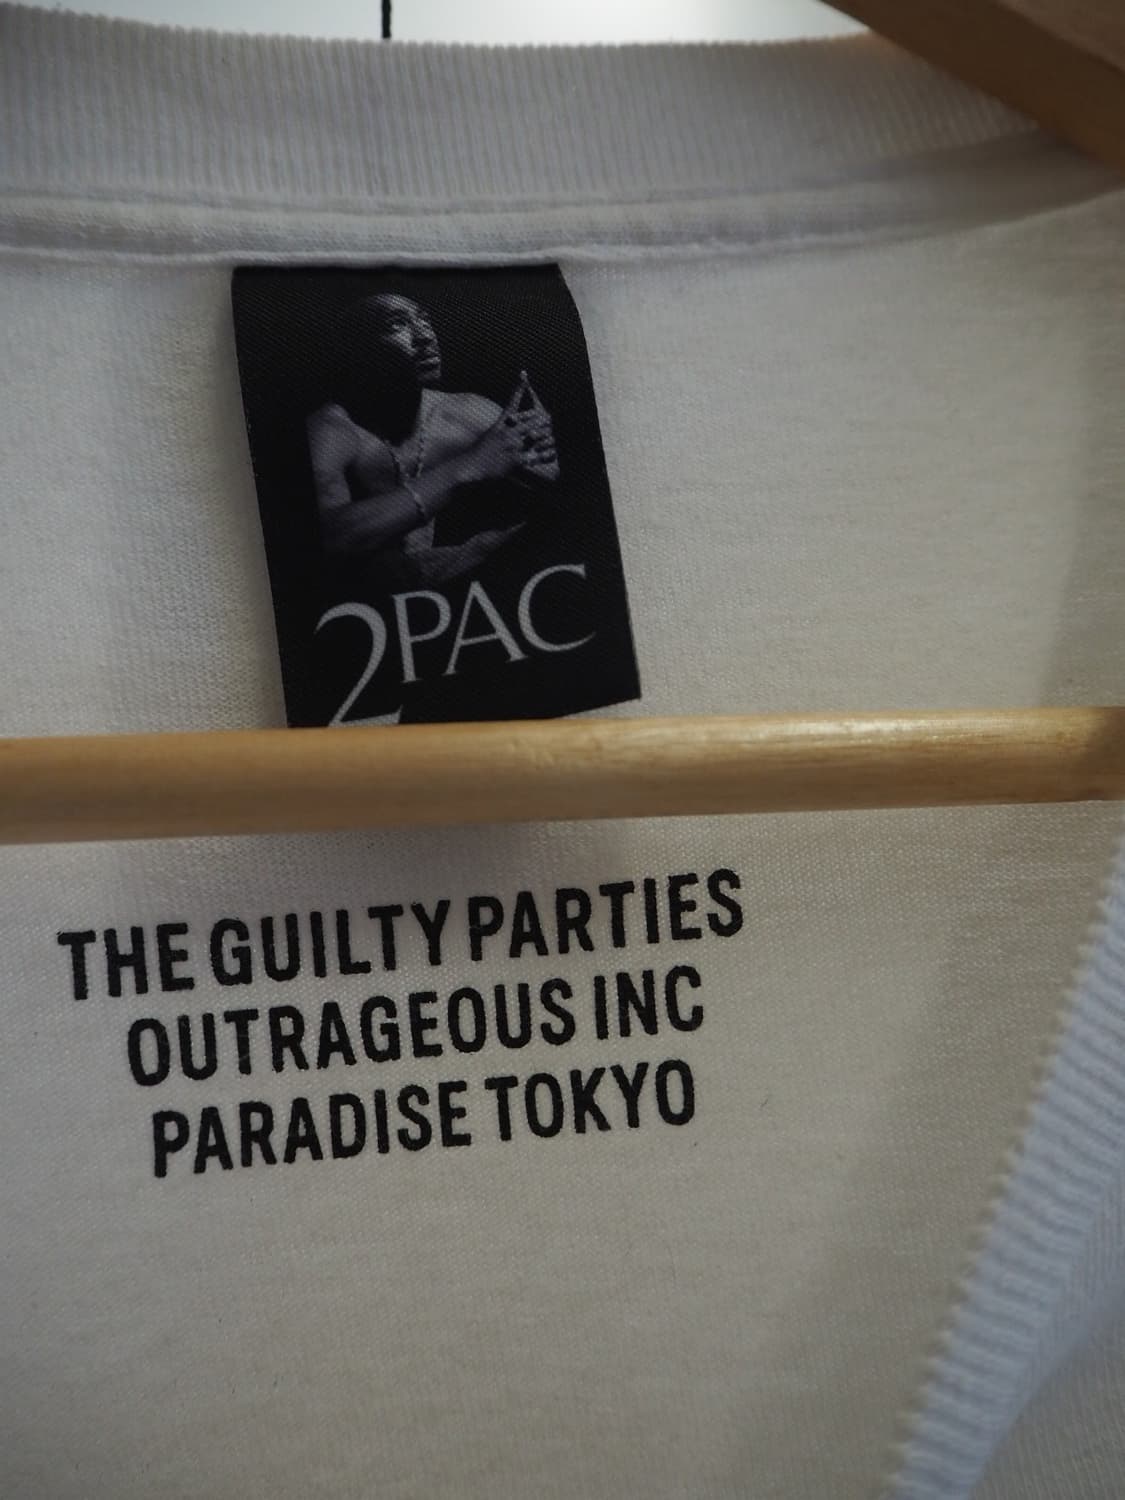 2PAC
THE GUILTY PARTIES
OUTRAGEOUS INC
PARADISE TOKYO